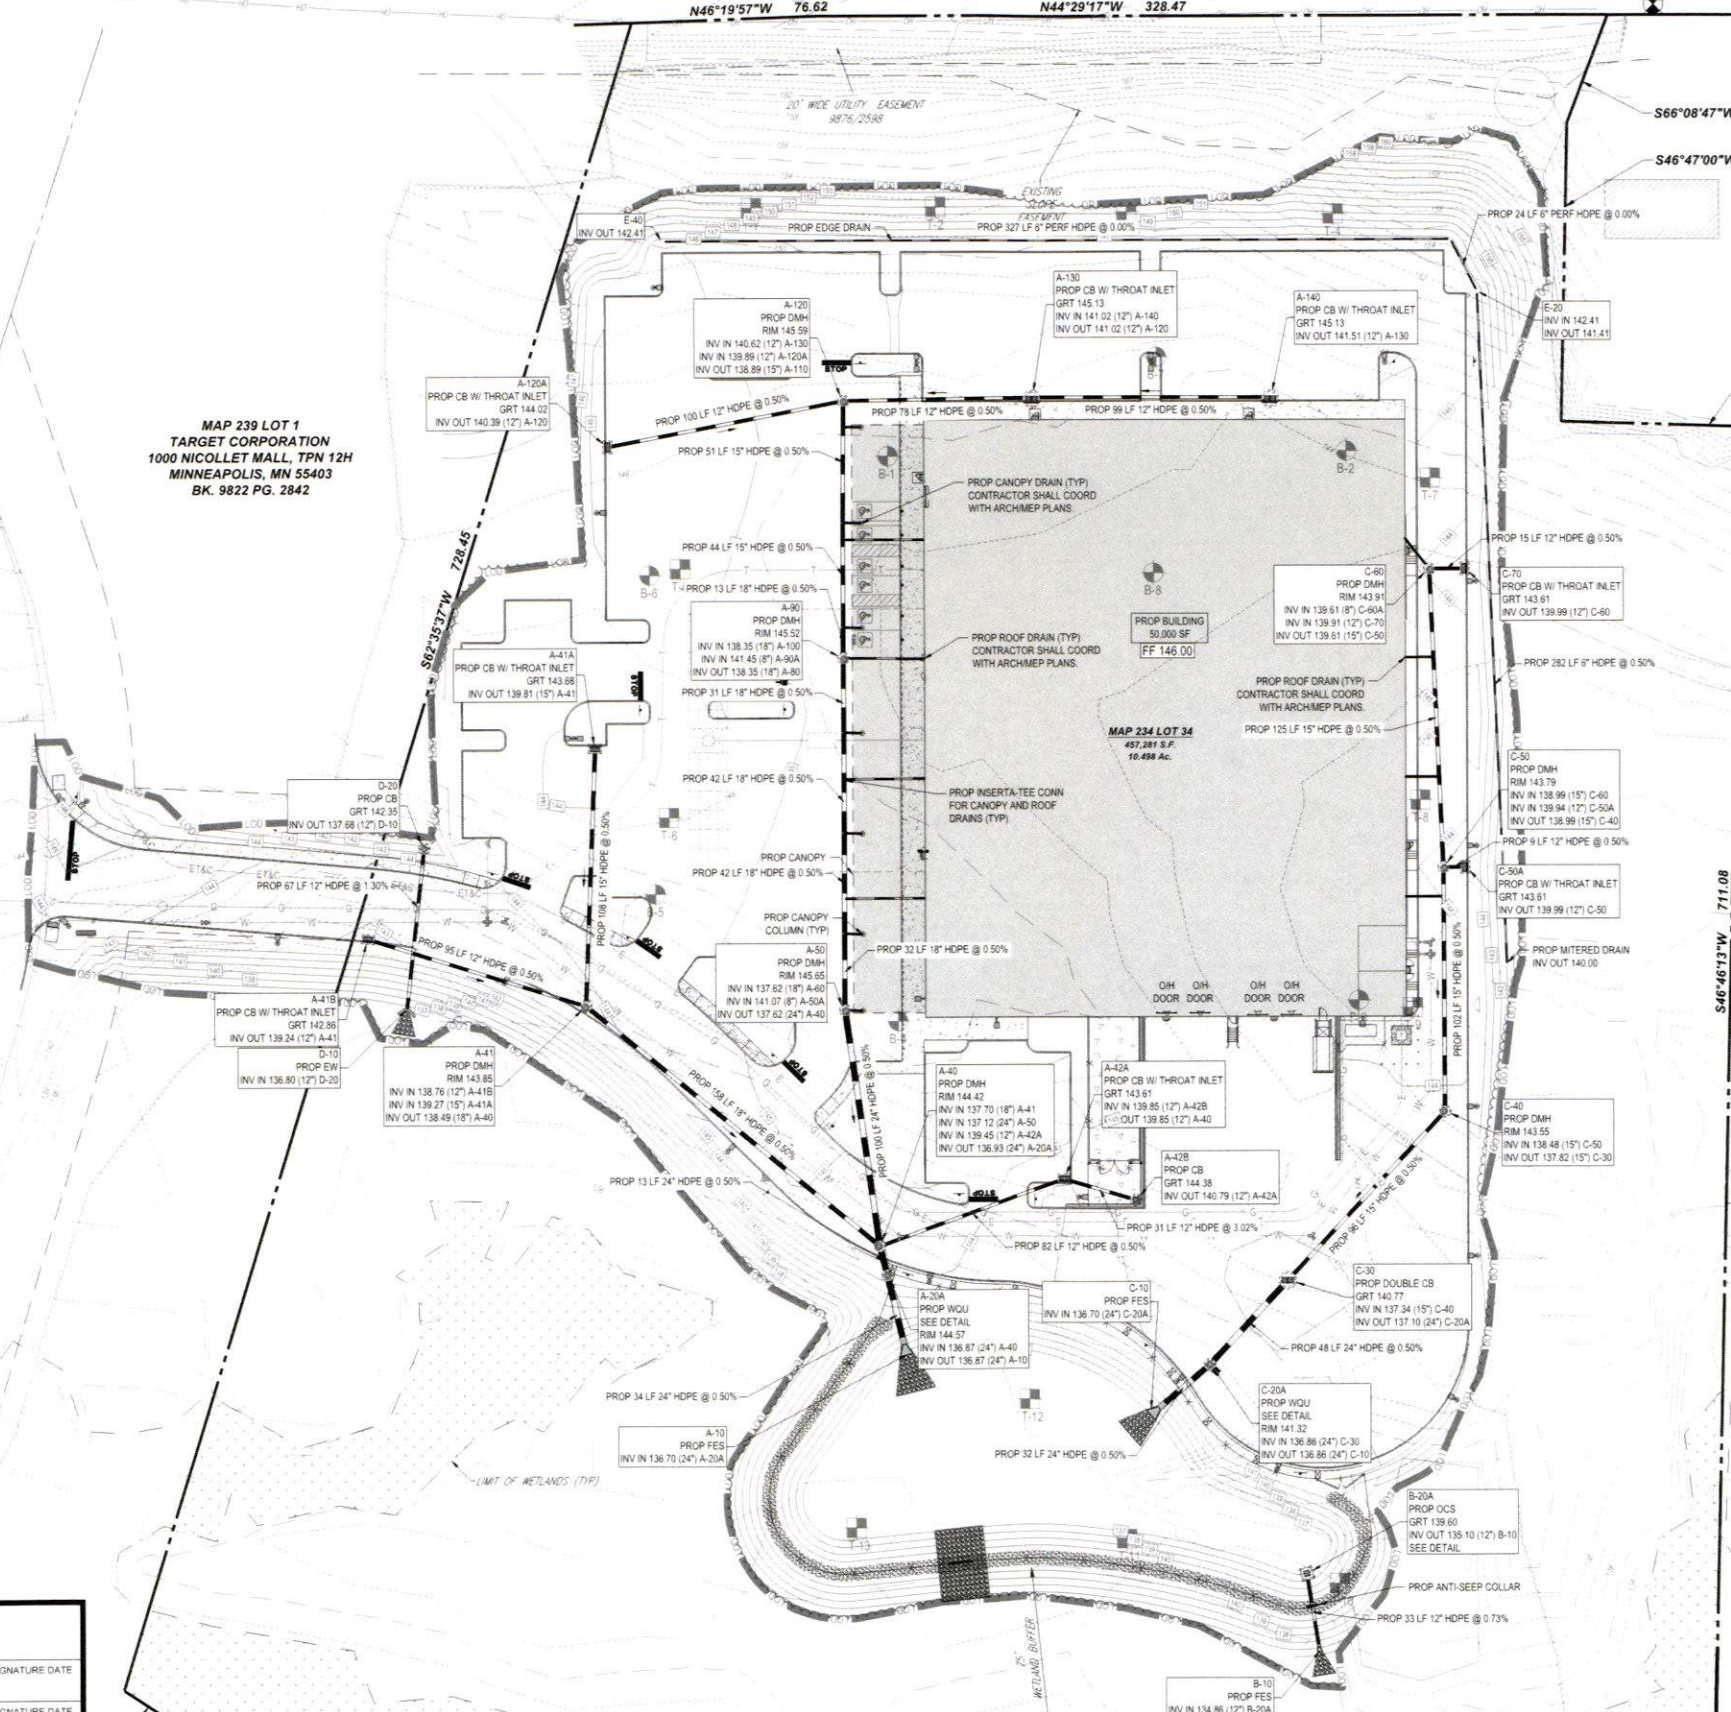 N46°19'57"W 76.62
N44°29'17"W 328.47
S66°08'47"W
S46°47'00"W
20' WIDE UTILITY EASEMENT
9876/2598
EXISTING
SLOPE
EASEMENT
PROP 24 LF 6" PERF HDPE @ 0.00%
E-40
INV OUT 142.41
PROP EDGE DRAIN
PROP 327 LF 6" PERF HDPE @ 0.00%
T-2
T-4
E-20
INV IN 142.41
INV OUT 141.41
A-120
PROP DMH
RIM 145.59
INV IN 140.62 (12") A-130
INV IN 139.89 (12") A-120A
INV OUT 138.89 (15") A-110
A-130
PROP CB W/ THROAT INLET
GRT 145.13
INV IN 141.02 (12") A-140
INV OUT 141.02 (12") A-120
A-140
PROP CB W/ THROAT INLET
GRT 145.13
INV OUT 141.51 (12") A-130
STOP
A-120A
PROP CB W/ THROAT INLET
GRT 144.02
INV OUT 140.39 (12") A-120
PROP 100 LF 12" HDPE @ 0.50%
PROP 78 LF 12" HDPE @ 0.50%
PROP 99 LF 12" HDPE @ 0.50%
MAP 239 LOT 1
TARGET CORPORATION
1000 NICOLLET MALL, TPN 12H
MINNEAPOLIS, MN 55403
BK. 9822 PG. 2842
PROP 51 LF 15" HDPE @ 0.50%
B-1
B-2
T-7
PROP CANOPY DRAIN (TYP)
CONTRACTOR SHALL COORD
WITH ARCH/MEP PLANS.
S62°35'37"W 728.45
PROP 44 LF 15" HDPE @ 0.50%
PROP 15 LF 12" HDPE @ 0.50%
B-6
PROP 13 LF 18" HDPE @ 0.50%
B-8
C-60
PROP DMH
RIM 143.91
INV IN 139.61 (8") C-60A
INV IN 139.91 (12") C-70
INV OUT 139.61 (15") C-50
C-70
PROP CB W/ THROAT INLET
GRT 143.61
INV OUT 139.99 (12") C-60
A-90
PROP DMH
RIM 145.52
INV IN 138.35 (18") A-100
INV IN 141.45 (8") A-90A
INV OUT 138.35 (18") A-80
PROP BUILDING
50,000 SF
FF 146.00
PROP ROOF DRAIN (TYP)
CONTRACTOR SHALL COORD
WITH ARCH/MEP PLANS.
A-41A
PROP CB W/ THROAT INLET
GRT 143.68
INV OUT 139.81 (15") A-41
STOP
PROP 31 LF 18" HDPE @ 0.50%
PROP 282 LF 6" HDPE @ 0.50%
PROP ROOF DRAIN (TYP)
CONTRACTOR SHALL COORD
WITH ARCH/MEP PLANS.
PROP 125 LF 15" HDPE @ 0.50%
MAP 234 LOT 34
457,281 S.F.
10.498 Ac.
C-50
PROP DMH
RIM 143.79
INV IN 138.99 (15") C-60
INV IN 139.94 (12") C-50A
INV OUT 138.99 (15") C-40
PROP 42 LF 18" HDPE @ 0.50%
PROP INSERTA-TEE CONN
FOR CANOPY AND ROOF
DRAINS (TYP)
D-20
PROP CB
GRT 142.35
INV OUT 137.68 (12") D-10
T-6
T-8
PROP 9 LF 12" HDPE @ 0.50%
STOP
PROP CANOPY
PROP 42 LF 18" HDPE @ 0.50%
PROP 67 LF 12" HDPE @ 1.30%
STOP
C-50A
PROP CB W/ THROAT INLET
GRT 143.61
INV OUT 139.99 (12") C-50
PROP 108 LF 15" HDPE @ 0.50%
S46°46'13"W 711.08
PROP CANOPY
COLUMN (TYP)
STOP
PROP 95 LF 12" HDPE @ 0.50%
PROP 32 LF 18" HDPE @ 0.50%
PROP MITERED DRAIN
INV OUT 140.00
A-50
PROP DMH
RIM 145.65
INV IN 137.62 (18") A-60
INV IN 141.07 (8") A-50A
INV OUT 137.62 (24") A-40
O/H
DOOR
O/H
DOOR
O/H
DOOR
O/H
DOOR
A-41B
PROP CB W/ THROAT INLET
GRT 142.86
INV OUT 139.24 (12") A-41
PROP 102 LF 15" HDPE @ 0.50%
D-10
PROP EW
INV IN 136.80 (12") D-20
A-41
PROP DMH
RIM 143.85
INV IN 138.76 (12") A-41B
INV IN 139.27 (15") A-41A
INV OUT 138.49 (18") A-40
STOP
A-40
PROP DMH
RIM 144.42
INV IN 137.70 (18") A-41
INV IN 137.12 (24") A-50
INV IN 139.45 (12") A-42A
INV OUT 136.93 (24") A-20A
A-42A
PROP CB W/ THROAT INLET
GRT 143.61
INV IN 139.85 (12") A-42B
INV OUT 139.85 (12") A-40
C-40
PROP DMH
RIM 143.55
INV IN 138.48 (15") C-50
INV OUT 137.82 (15") C-30
PROP 158 LF 18" HDPE @ 0.50%
PROP 100 LF 24" HDPE @ 0.50%
A-42B
PROP CB
GRT 144.38
INV OUT 140.79 (12") A-42A
PROP 13 LF 24" HDPE @ 0.50%
STOP
PROP 31 LF 12" HDPE @ 3.02%
PROP 82 LF 12" HDPE @ 0.50%
PROP 96 LF 15" HDPE @ 0.50%
C-30
PROP DOUBLE CB
GRT 140.77
INV IN 137.34 (15") C-40
INV OUT 137.10 (24") C-20A
C-10
PROP FES
INV IN 136.70 (24") C-20A
A-20A
PROP WQU
SEE DETAIL
RIM 144.57
INV IN 136.87 (24") A-40
INV OUT 136.87 (24") A-10
PROP 48 LF 24" HDPE @ 0.50%
PROP 34 LF 24" HDPE @ 0.50%
T-12
C-20A
PROP WQU
SEE DETAIL
RIM 141.32
INV IN 136.86 (24") C-30
INV OUT 136.86 (24") C-10
A-10
PROP FES
INV IN 136.70 (24") A-20A
PROP 32 LF 24" HDPE @ 0.50%
LIMIT OF WETLANDS (TYP)
B-20A
PROP OCS
GRT 139.60
INV OUT 135.10 (12") B-10
SEE DETAIL
T-13
PROP ANTI-SEEP COLLAR
PROP 33 LF 12" HDPE @ 0.73%
25'
WETLAND BUFFER
B-10
PROP FES
INV IN 134.86 (12") B-20A
GNATURE DATE
GNATURE DATE